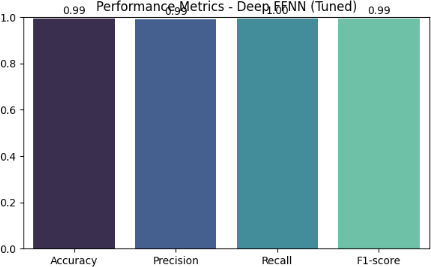 Performance Metrics - Deep FFNN (Tuned)
0.99 0.99 1.00 0.99
1.0
0.8
0.6
0.4
0.2
0.0
Accuracy Precision Recall F1-score